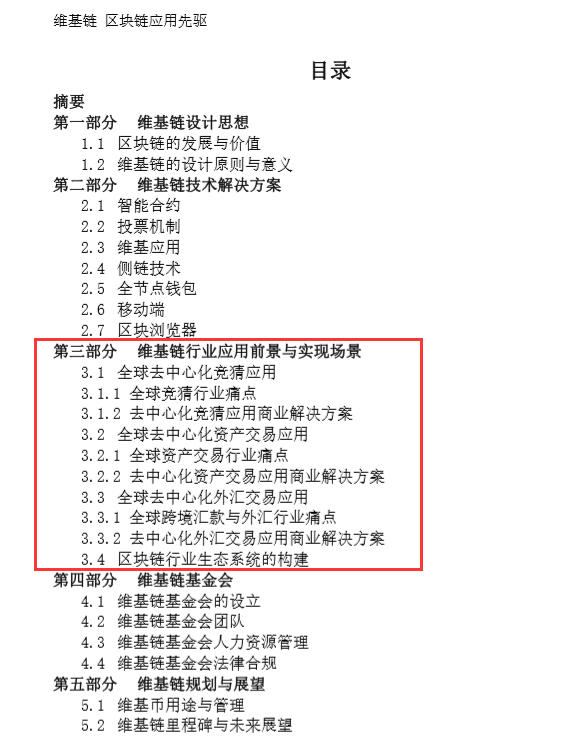 维基链 区块链应用先驱
目录
摘要
第一部分 维基链设计思想
1.1 区块链的发展与价值
1.2 维基链的设计原则与意义
第二部分 维基链技术解决方案
2.1 智能合约
2.2 投票机制
2.3 维基应用
2.4 侧链技术
2.5 全节点钱包
2.6 移动端
2.7 区块浏览器
第三部分 维基链行业应用前景与实现场景
3.1 全球去中心化竞猜应用
3.1.1 全球竞猜行业痛点
3.1.2 去中心化竞猜应用商业解决方案
3.2 全球去中心化资产交易应用
3.2.1 全球资产交易行业痛点
3.2.2 去中心化资产交易应用商业解决方案
3.3 全球去中心化外汇交易应用
3.3.1 全球跨境汇款与外汇行业痛点
3.3.2 去中心化外汇交易应用商业解决方案
3.4 区块链行业生态系统的构建
第四部分 维基链基金会
4.1 维基链基金会的设立
4.2 维基链基金会团队
4.3 维基链基金会人力资源管理
4.4 维基链基金会法律合规
第五部分 维基链规划与展望
5.1 维基币用途与管理
5.2 维基链里程碑与未来展望